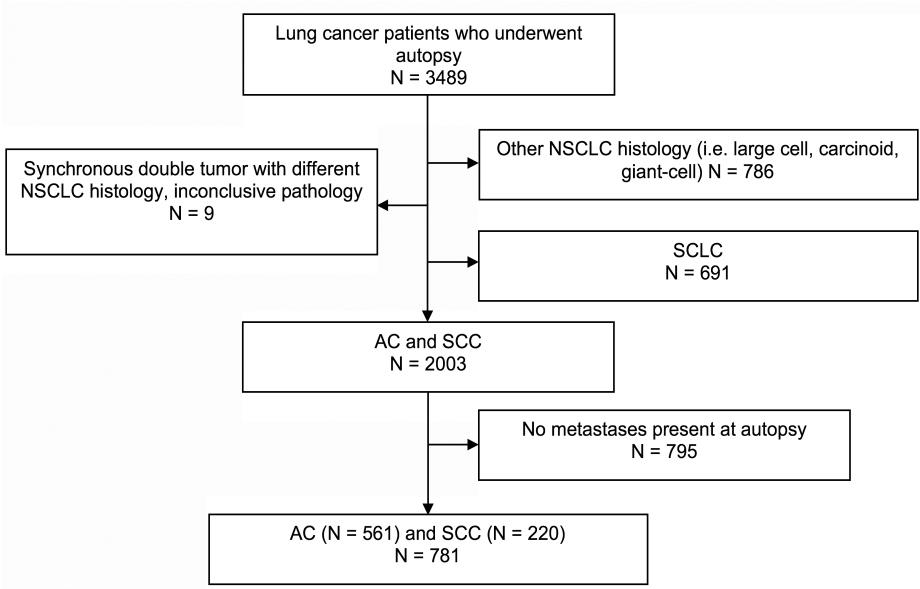 Lung cancer patients who underwent
autopsy
N = 3489
Other NSCLC histology (i.e. large cell, carcinoid,
giant-cell) N = 786
Synchronous double tumor with different
NSCLC histology, inconclusive pathology
N = 9
SCLC
N = 691
AC and SCC
N = 2003
No metastases present at autopsy
N = 795
AC (N = 561) and SCC (N = 220)
N = 781